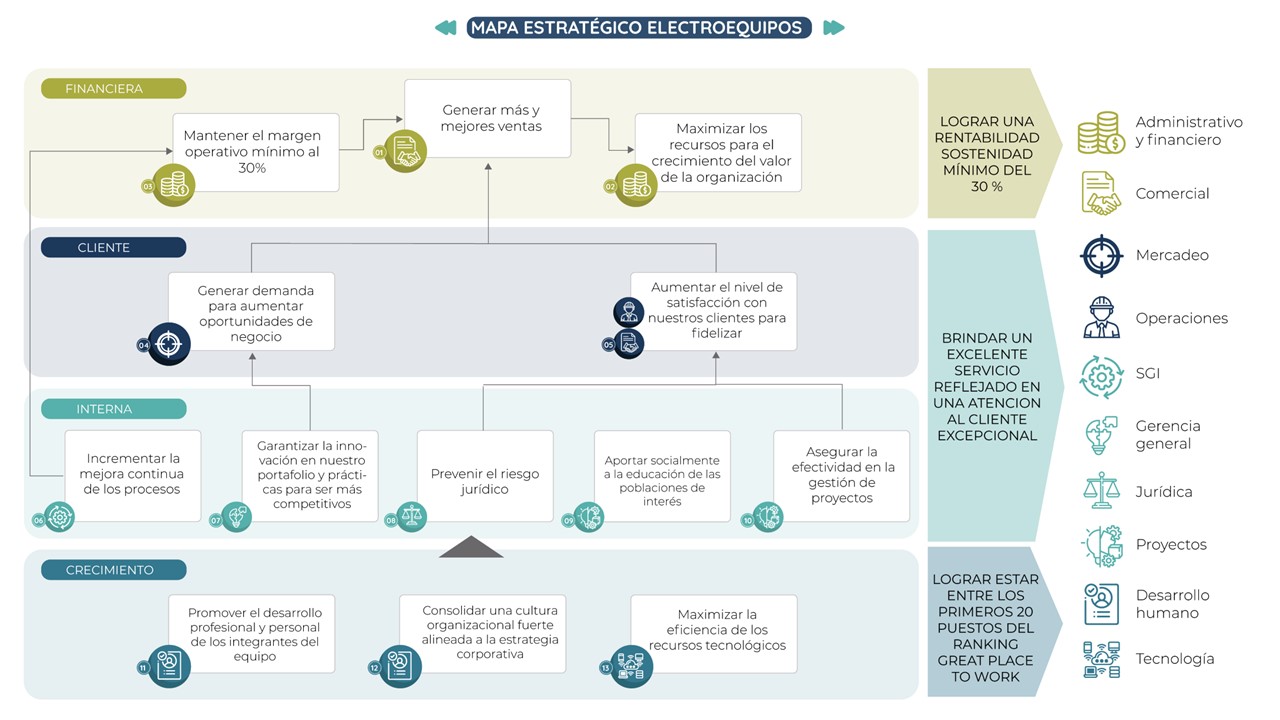 MAPA ESTRATÉGICO ELECTROEQUIPOS
FINANCIERA
Mantener el margen
operativo mínimo al
30%
03
Generar más y
mejores ventas
01
Maximizar los
recursos para el
crecimiento del valor
de la organización
02
LOGRAR UNA
RENTABILIDAD
SOSTENIDAD
MÍNIMO DEL
30 %
CLIENTE
Generar demanda
para aumentar
oportunidades de
negocio
04
Aumentar el nivel de
satisfacción con
nuestros clientes para
fidelizar
05
INTERNA
Incrementar la
mejora continua
de los procesos
06
Garantizar la inno-
vación en nuestro
portafolio y prácti-
cas para ser más
competitivos
07
Prevenir el riesgo
jurídico
08
Aportar socialmente
a la educación de las
poblaciones de
interés
09
Asegurar la
efectividad en la
gestión de
proyectos
10
BRINDAR UN
EXCELENTE
SERVICIO
REFLEJADO EN
UNA ATENCION
AL CLIENTE
EXCEPCIONAL
CRECIMIENTO
Promover el desarrollo
profesional y personal
de los integrantes del
equipo
11
Consolidar una cultura
organizacional fuerte
alineada a la estrategia
corporativa
12
Maximizar la
eficiencia de los
recursos tecnológicos
13
LOGRAR ESTAR
ENTRE LOS
PRIMEROS 20
PUESTOS DEL
RANKING
GREAT PLACE
TO WORK
Administrativo
y financiero
Comercial
Mercadeo
Operaciones
SGI
Gerencia
general
Jurídica
Proyectos
Desarrollo
humano
Tecnología